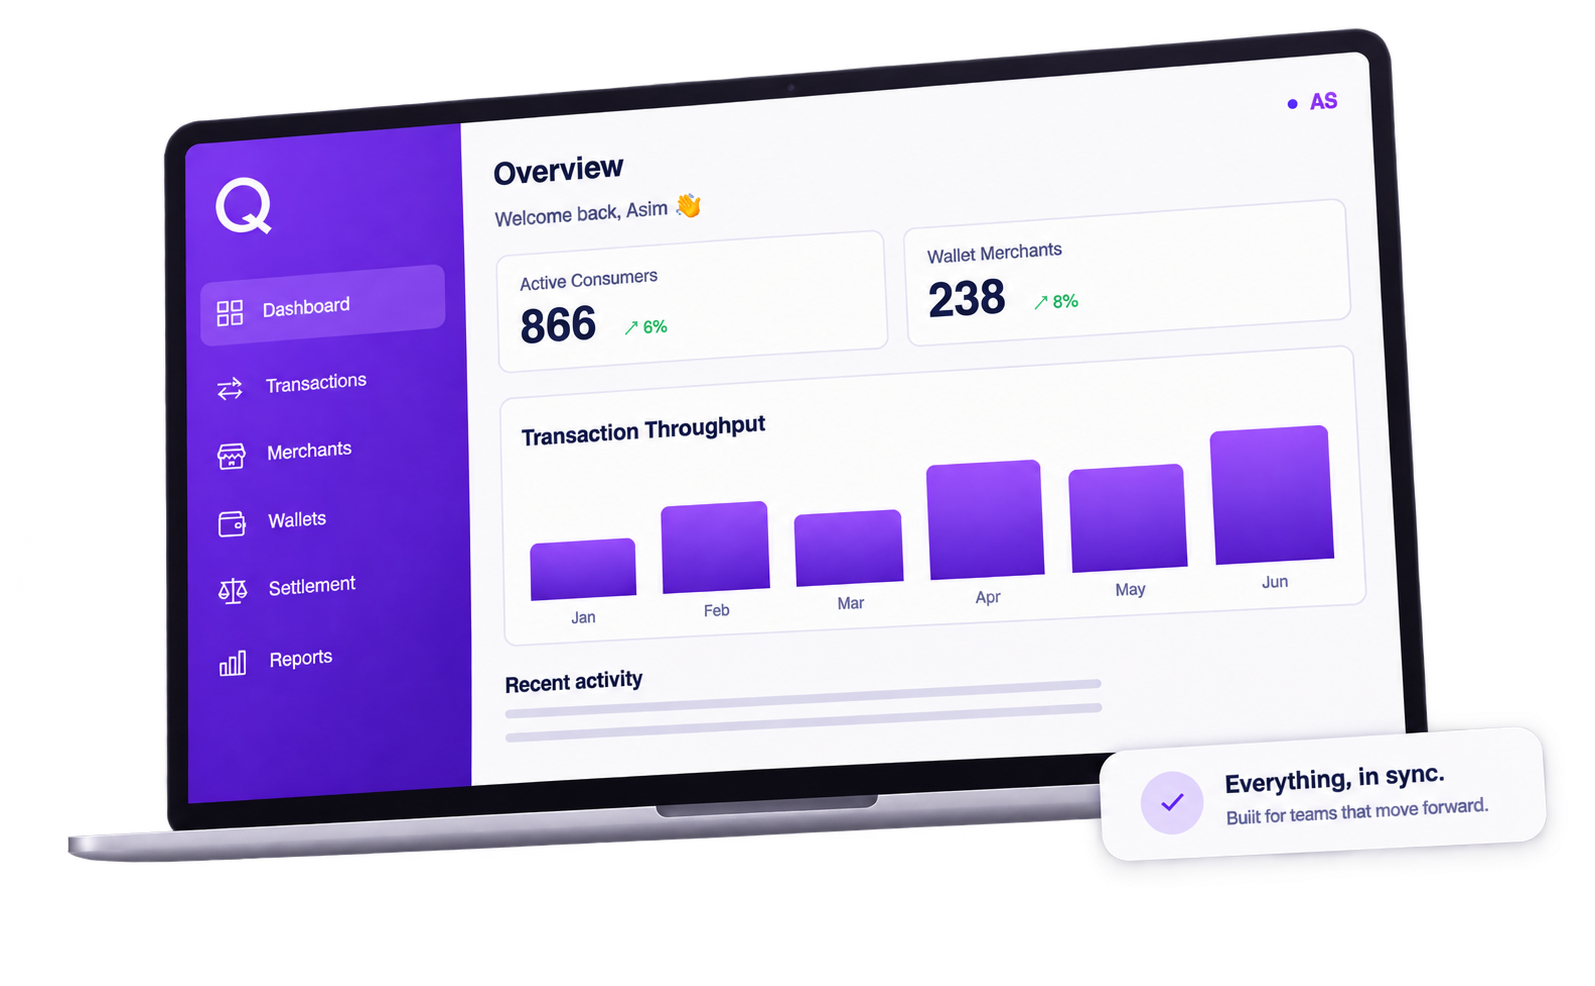 Q
AS
Overview
Welcome back, Asim 👋
Active Consumers
866 ↗ 6%
Wallet Merchants
238 ↗ 8%
Dashboard
Transactions
Merchants
Wallets
Settlement
Reports
Transaction Throughput
Jan Feb Mar Apr May Jun
Recent activity
Everything, in sync.
Built for teams that move forward.